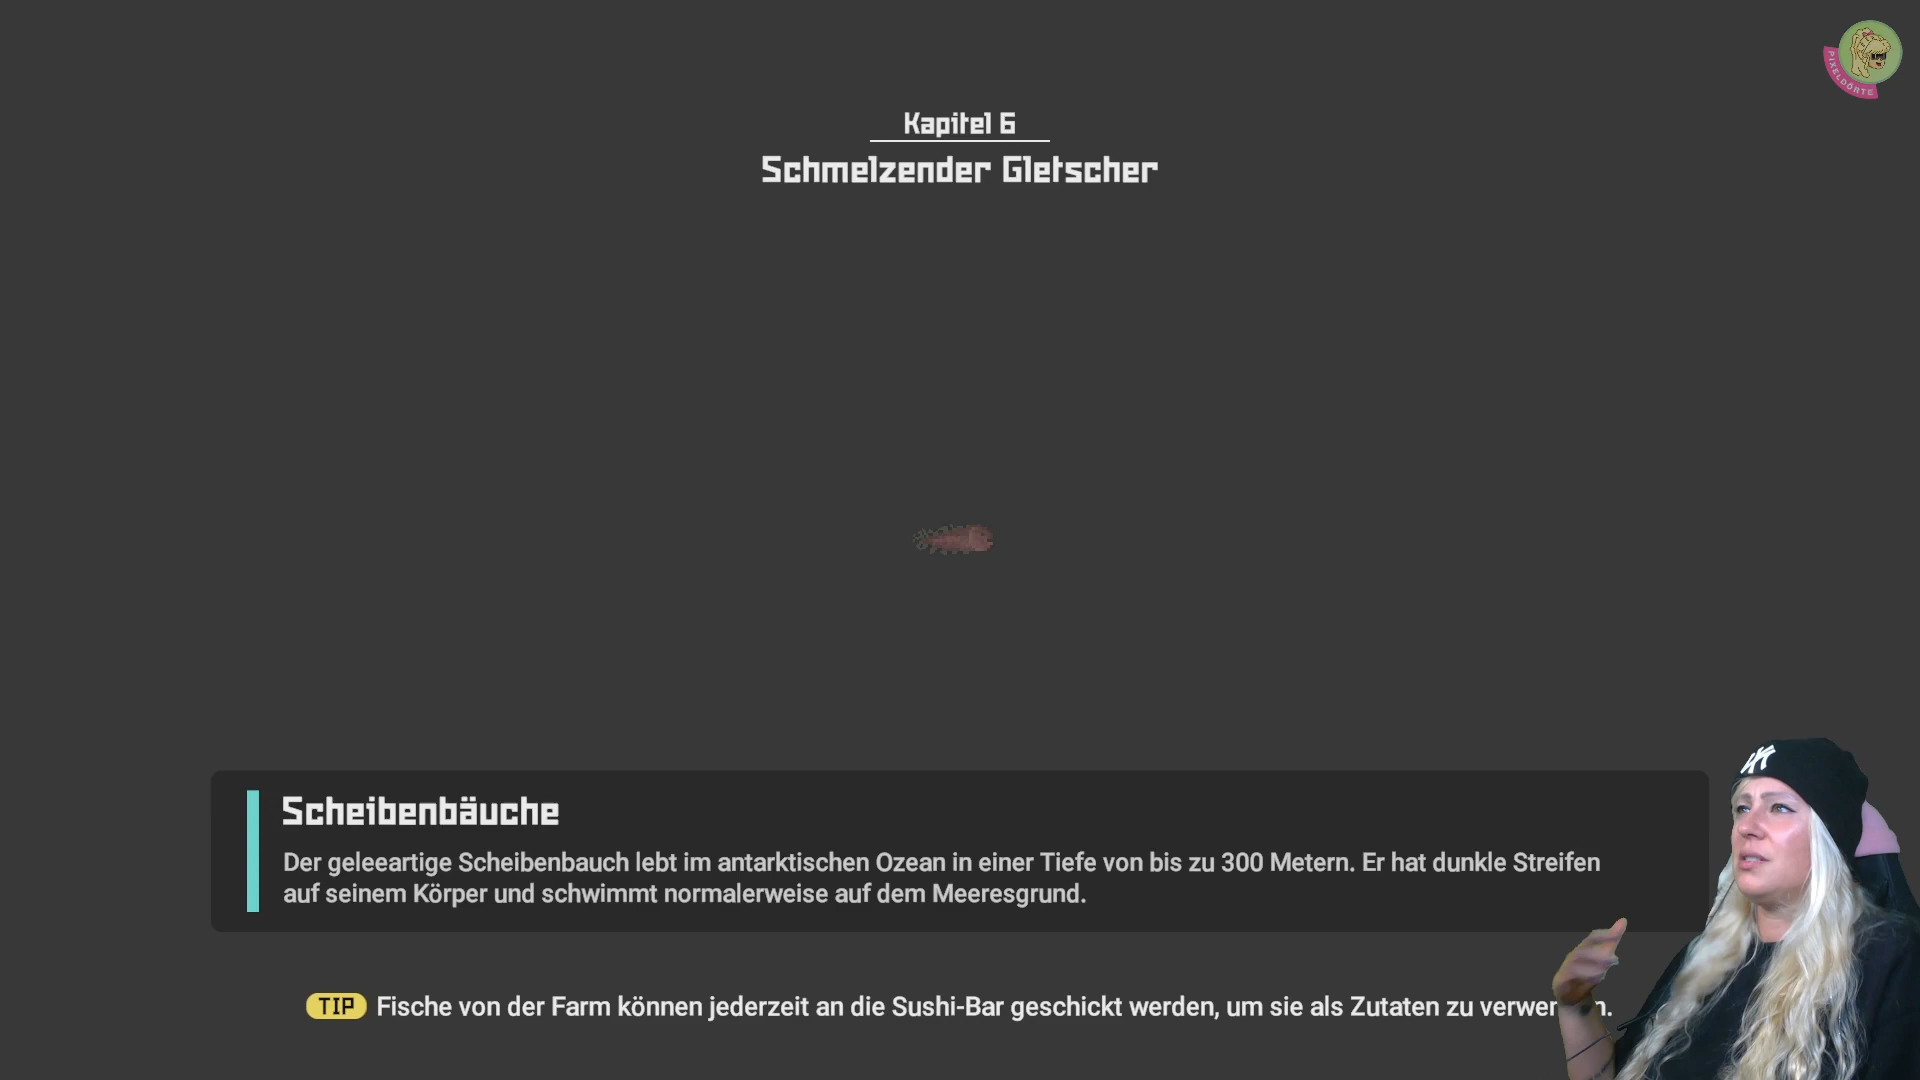 PIXELDÖRTE
Kapitel 6
Schmelzender Gletscher
Scheibenbäuche
Der geleeartige Scheibenbauch lebt im antarktischen Ozean in einer Tiefe von bis zu 300 Metern. Er hat dunkle Streifen
auf seinem Körper und schwimmt normalerweise auf dem Meeresgrund.
TIP Fische von der Farm können jederzeit an die Sushi-Bar geschickt werden, um sie als Zutaten zu